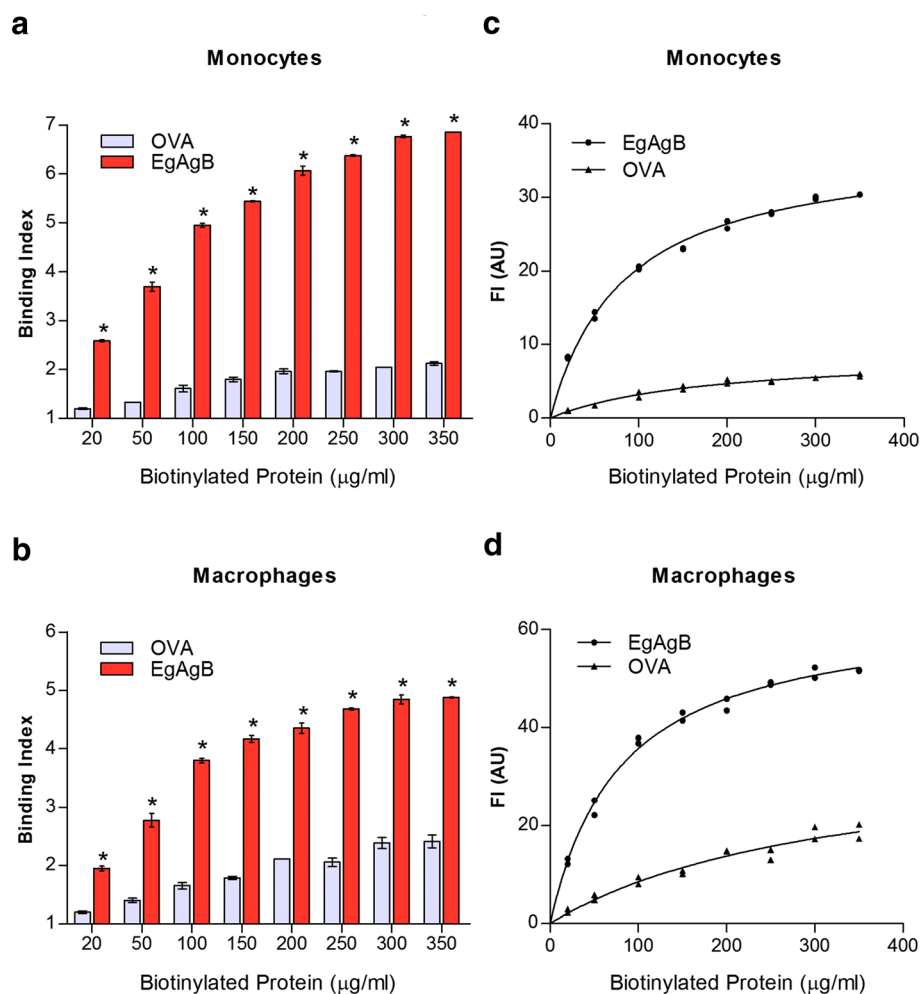 a
Monocytes
7
6
5
4
3
2
1
Binding Index
OVA
EgAgB
* * * * * * * *
20 50 100 150 200 250 300 350
Biotinylated Protein (μg/ml)
c
Monocytes
40
30
20
10
0
FI (AU)
EgAgB
OVA
0 100 200 300 400
Biotinylated Protein (μg/ml)
b
Macrophages
6
5
4
3
2
1
Binding Index
OVA
EgAgB
* * * * * * * *
20 50 100 150 200 250 300 350
Biotinylated Protein (μg/ml)
d
Macrophages
60
40
20
0
FI (AU)
EgAgB
OVA
0 100 200 300 400
Biotinylated Protein (μg/ml)